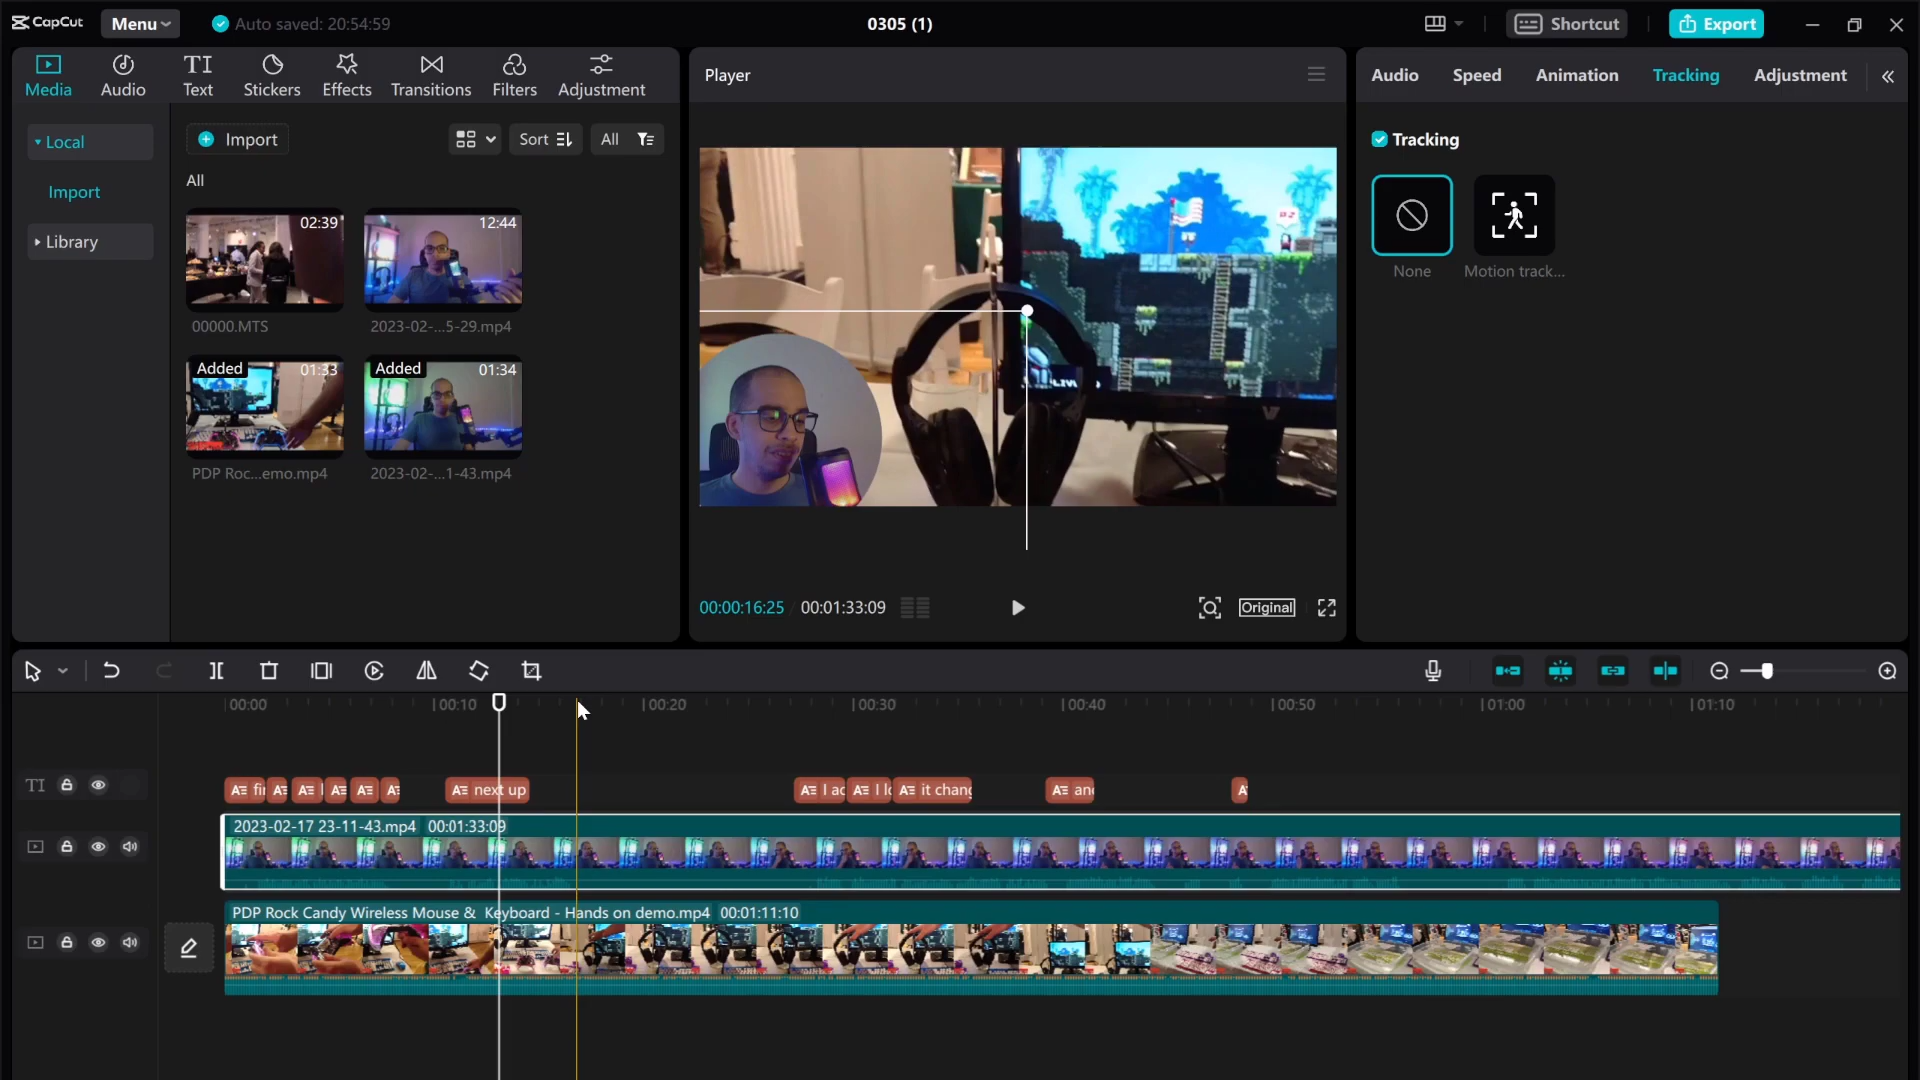 CapCut
Menu
Auto saved: 20:54:59
0305 (1)
Shortcut
Export
Media
Audio
Text
Stickers
Effects
Transitions
Filters
Adjustment
Local
Import
Library
Import
Sort
All
All
02:39
00000.MTS
12:44
2023-02-...5-29.mp4
Added
01:33
PDP Roc...emo.mp4
Added
01:34
2023-02-...1-43.mp4
Player
00:00:16:25
00:01:33:09
Original
Audio
Speed
Animation
Tracking
Adjustment
Tracking
None
Motion track...
00:00
00:10
00:20
00:30
00:40
00:50
01:00
01:10
next up
it chang
2023-02-17 23-11-43.mp4 00:01:33:09
PDP Rock Candy Wireless Mouse & Keyboard - Hands on demo.mp4 00:01:11:10